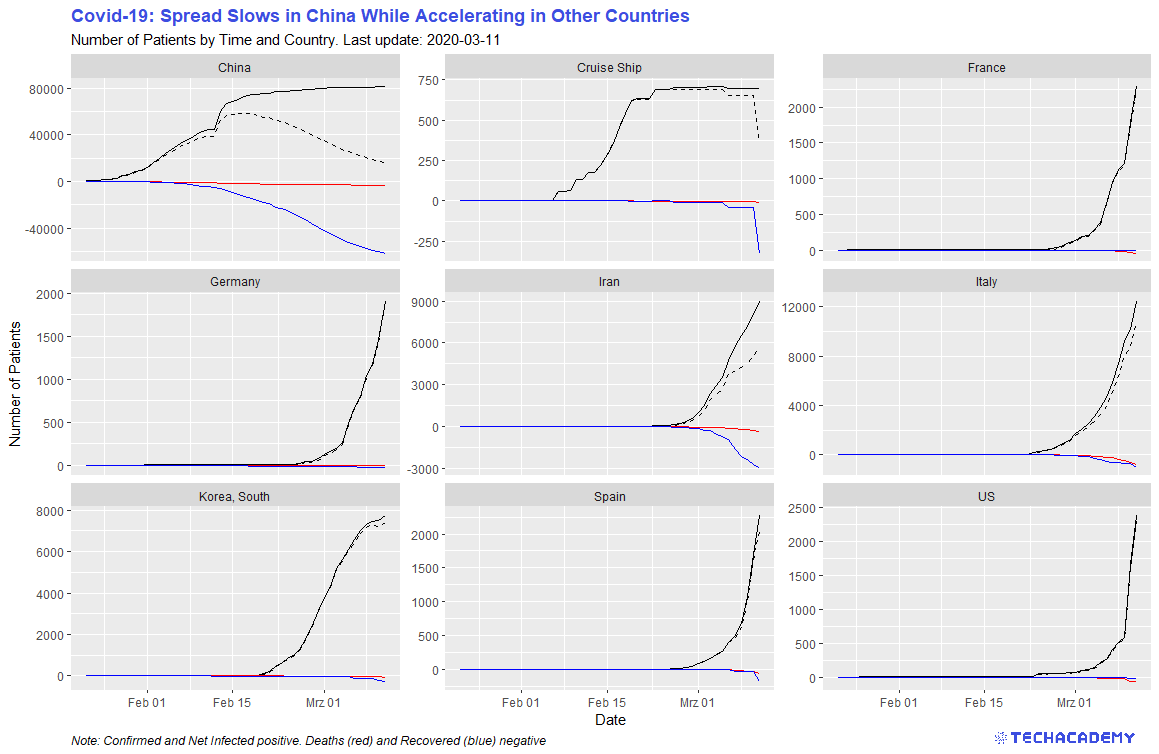 Covid-19: Spread Slows in China While Accelerating in Other Countries
Number of Patients by Time and Country. Last update: 2020-03-11
China
Cruise Ship
France
80000
40000
0
-40000
750
500
250
0
-250
2000
1500
1000
500
0
Germany
Iran
Italy
2000
1500
1000
500
0
9000
6000
3000
0
-3000
12000
8000
4000
0
Korea, South
Spain
US
8000
6000
4000
2000
0
2000
1500
1000
500
0
2500
2000
1500
1000
500
0
Feb 01 Feb 15 Mrz 01
Feb 01 Feb 15 Mrz 01
Feb 01 Feb 15 Mrz 01
Number of Patients
Date
Note: Confirmed and Net Infected positive. Deaths (red) and Recovered (blue) negative
TECHACADEMY